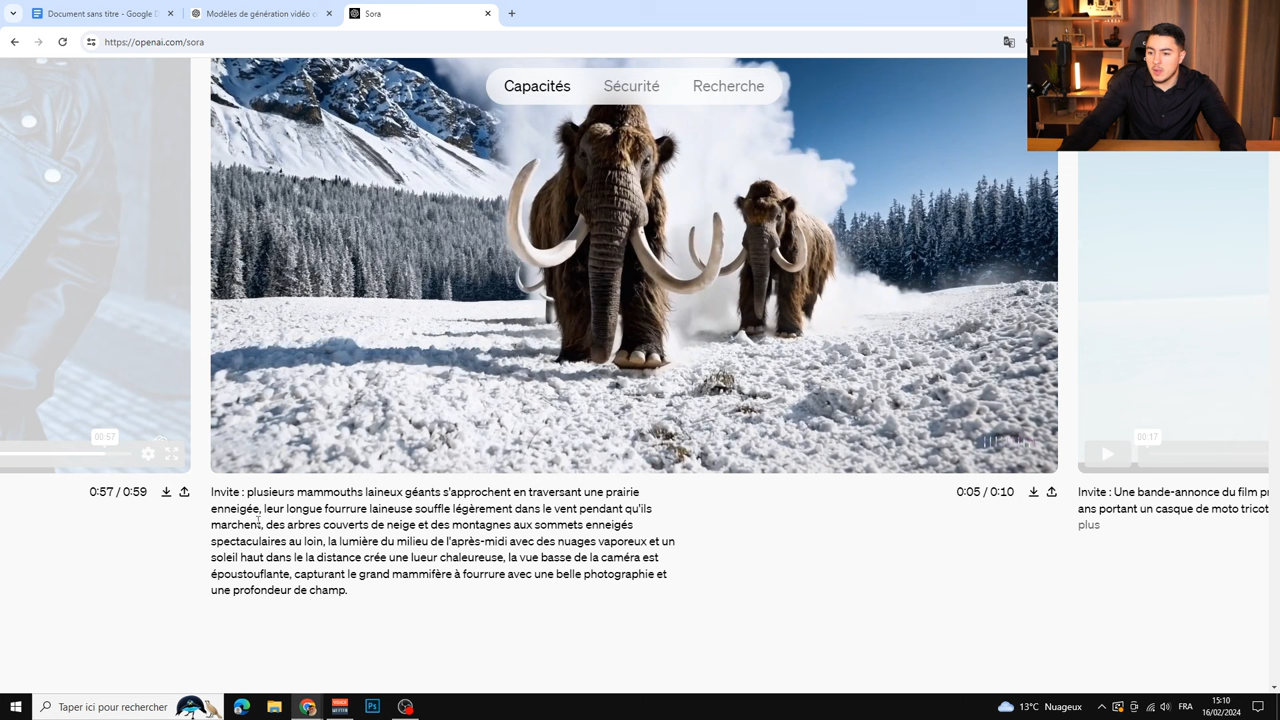 Document sans titre - Google D
Modèles de génération vidéo c
Sora
https://openai.com/sora
Capacités
Sécurité
Recherche
00:57
00:17
0:57 / 0:59
0:05 / 0:10
Invite : plusieurs mammouths laineux géants s'approchent en traversant une prairie
enneigée, leur longue fourrure laineuse souffle légèrement dans le vent pendant qu'ils
marchent, des arbres couverts de neige et des montagnes aux sommets enneigés
spectaculaires au loin, la lumière du milieu de l'après-midi avec des nuages vaporeux et un
soleil haut dans le la distance crée une lueur chaleureuse, la vue basse de la caméra est
époustouflante, capturant le grand mammifère à fourrure avec une belle photographie et
une profondeur de champ.
Invite : Une bande-annonce du film pr
ans portant un casque de moto tricot
plus
Taper ici pour rechercher
Ps
13°C Nuageux
FRA
15:10
16/02/2024